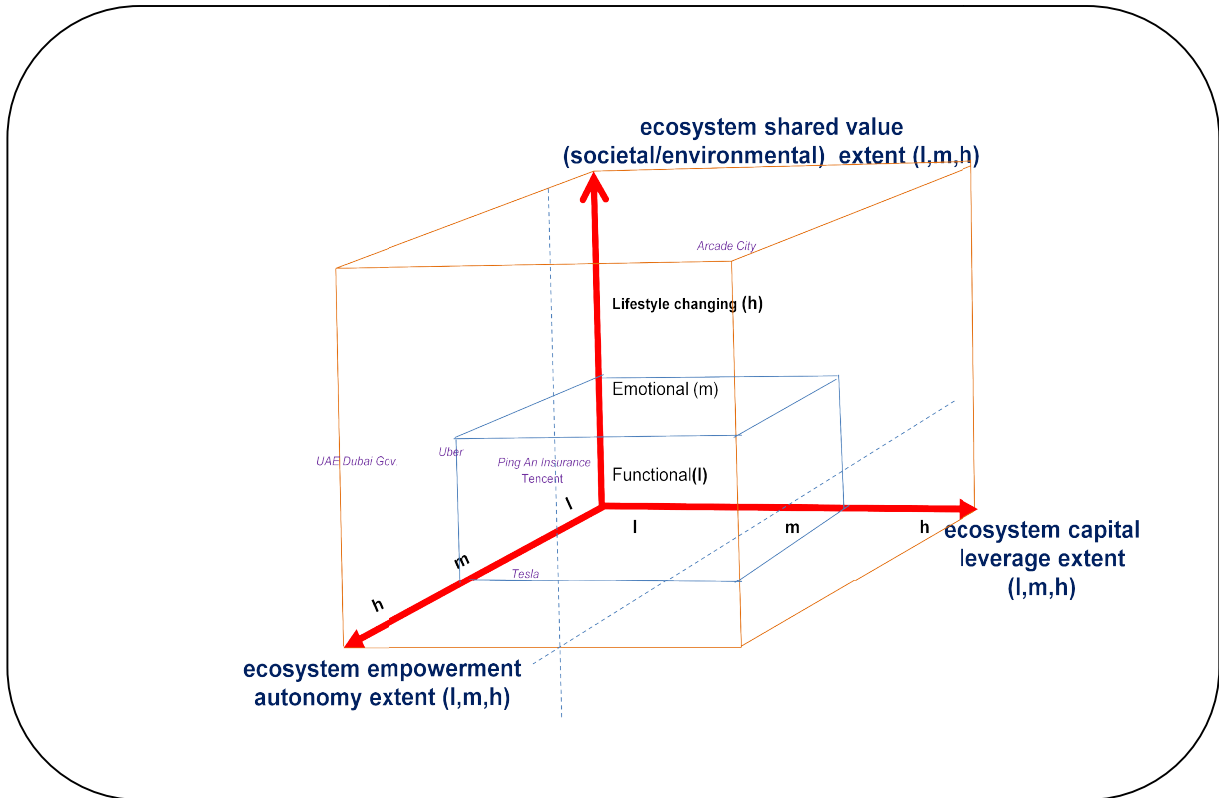 ecosystem shared value
(societal/environmental) extent (l,m,h)
Arcade City
Lifestyle changing (h)
Emotional (m)
Uber
UAE Dubai Gov.
Ping An Insurance
Tencent
Functional(l)
l
l
m
h
ecosystem capital
leverage extent
(l,m,h)
m
Tesla
h
ecosystem empowerment
autonomy extent (l,m,h)